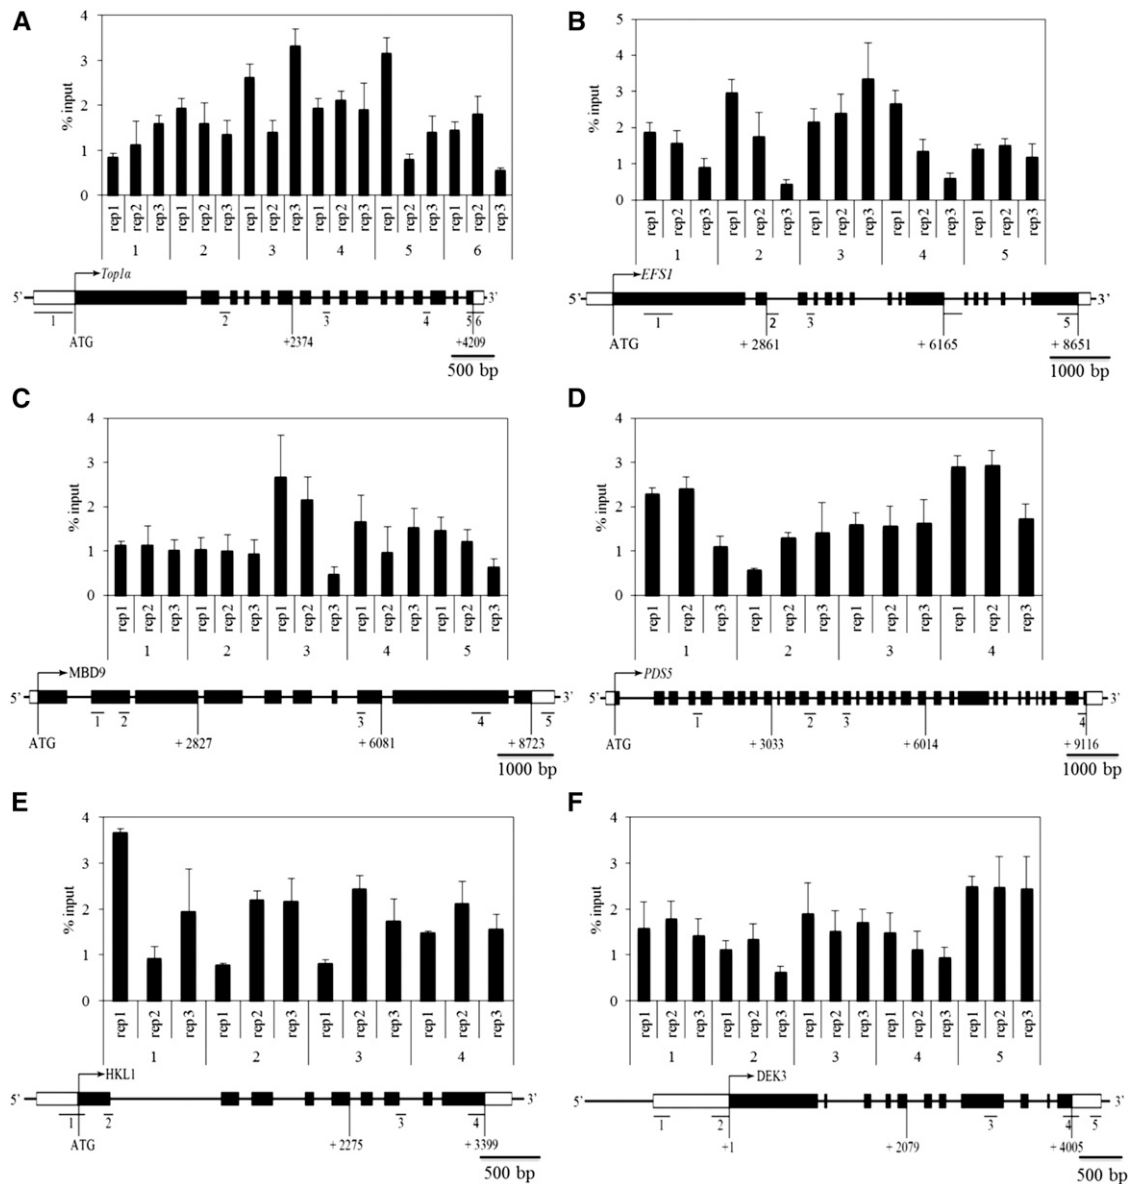 A
4
3
2
1
0
% input
rep1 rep2 rep3 rep1 rep2 rep3 rep1 rep2 rep3 rep1 rep2 rep3 rep1 rep2 rep3 rep1 rep2 rep3
1 2 3 4 5 6
Top1α
5' 3'
1 2 3 4 5 6
ATG +2374 +4209
500 bp
B
5
4
3
2
1
0
% input
rep1 rep2 rep3 rep1 rep2 rep3 rep1 rep2 rep3 rep1 rep2 rep3 rep1 rep2 rep3
1 2 3 4 5
EFS1
5' 3'
1 2 3 5
ATG + 2861 + 6165 + 8651
1000 bp
C
4
3
2
1
0
% input
rep1 rep2 rep3 rep1 rep2 rep3 rep1 rep2 rep3 rep1 rep2 rep3 rep1 rep2 rep3
1 2 3 4 5
MBD9
5' 3'
1 2 3 4 5
ATG + 2827 + 6081 + 8723
1000 bp
D
4
3
2
1
0
% input
rep1 rep2 rep3 rep1 rep2 rep3 rep1 rep2 rep3 rep1 rep2 rep3
1 2 3 4
PDS5
5' 3'
1 2 3 4
ATG + 3033 + 6014 + 9116
1000 bp
E
4
3
2
1
0
% input
rep1 rep2 rep3 rep1 rep2 rep3 rep1 rep2 rep3 rep1 rep2 rep3
1 2 3 4
HKL1
5' 3'
1 2 3 4
ATG + 2275 + 3399
500 bp
F
4
3
2
1
0
% input
rep1 rep2 rep3 rep1 rep2 rep3 rep1 rep2 rep3 rep1 rep2 rep3 rep1 rep2 rep3
1 2 3 4 5
DEK3
5' 3'
1 2 3 4 5
+1 + 2079 + 4005
500 bp